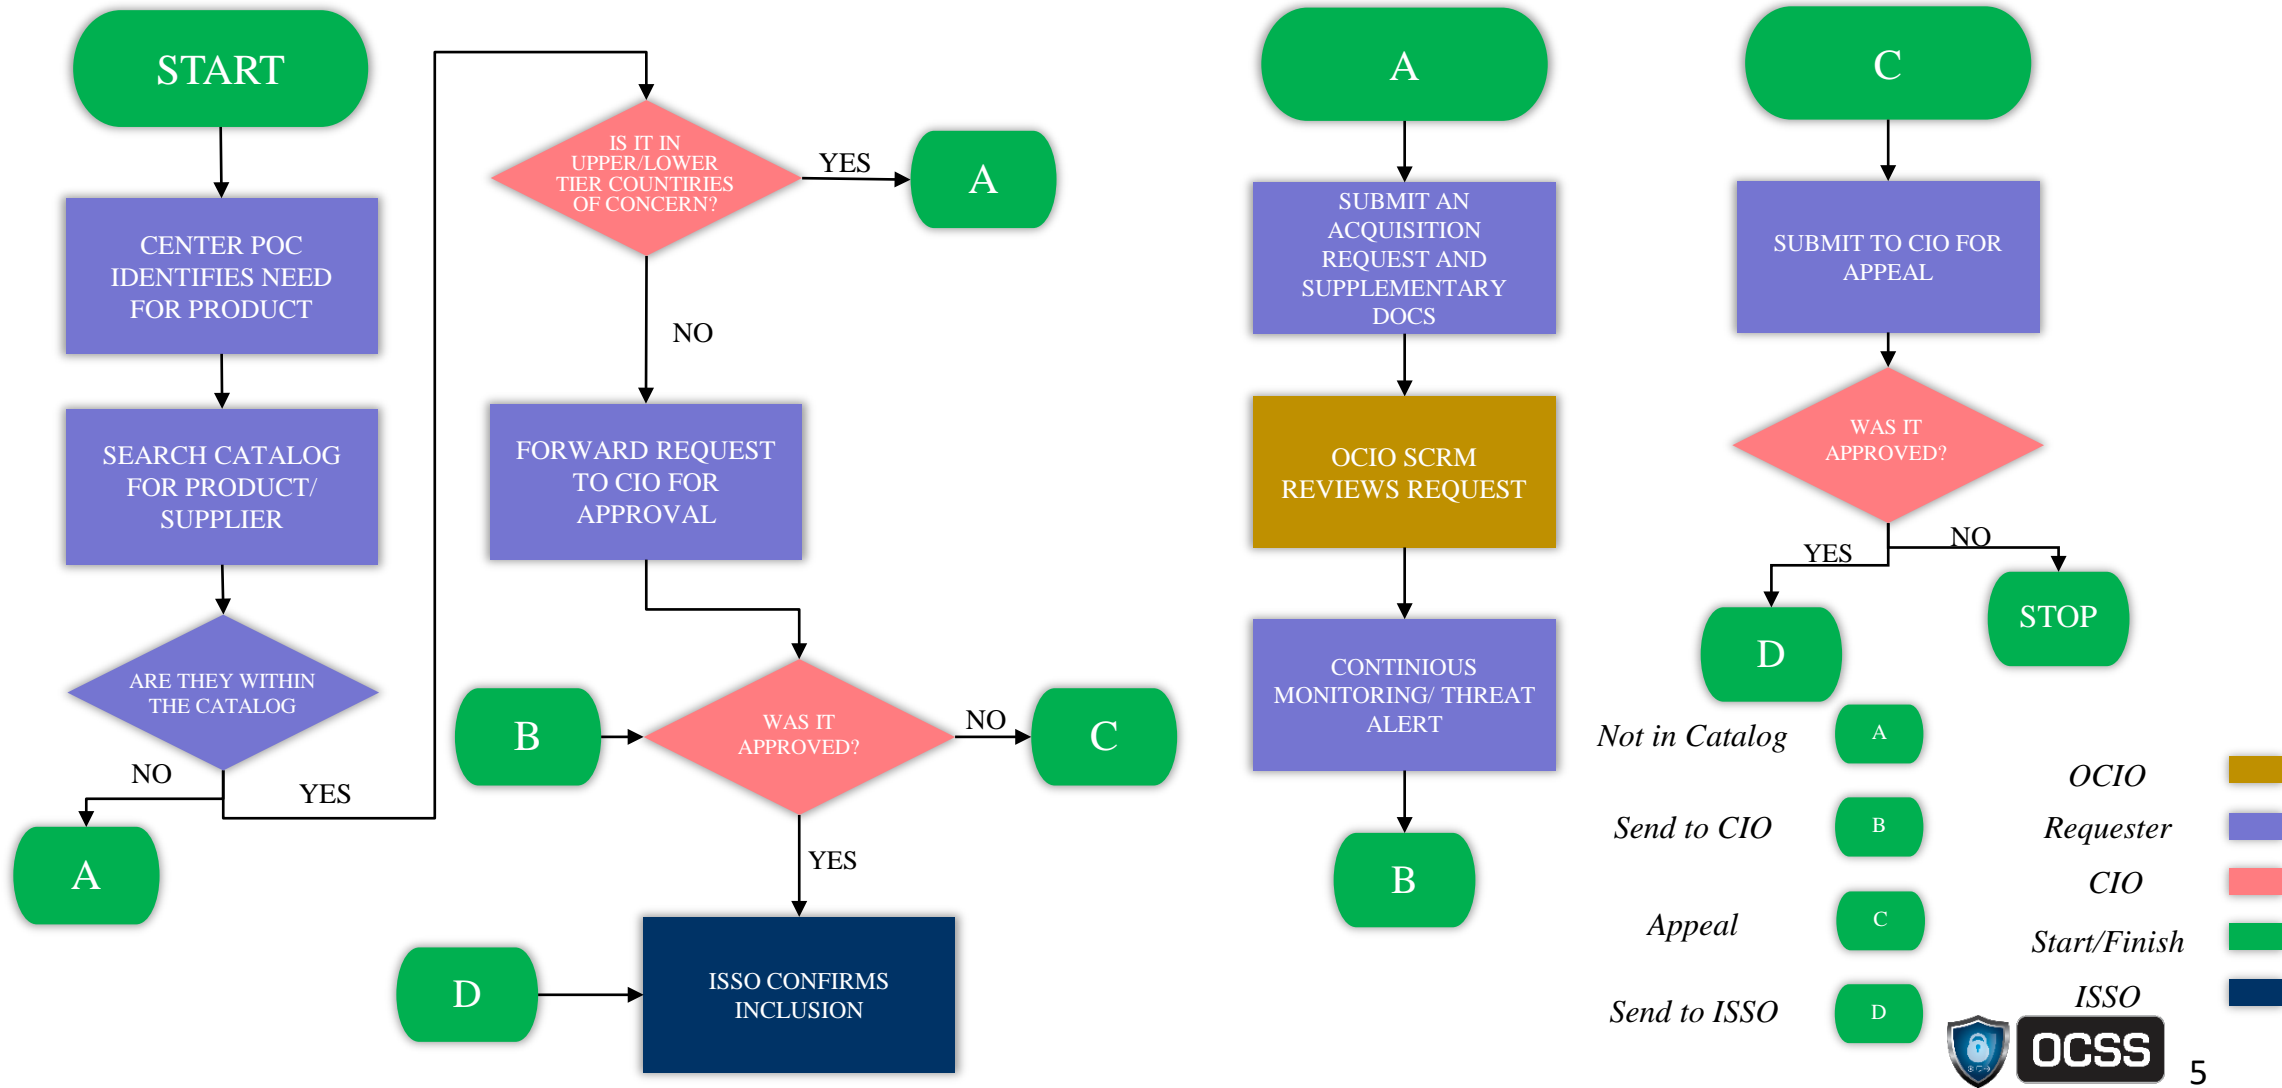 START
CENTER POC
IDENTIFIES NEED
FOR PRODUCT
SEARCH CATALOG
FOR PRODUCT/
SUPPLIER
ARE THEY WITHIN
THE CATALOG
NO
YES
A
IS IT IN
UPPER/LOWER
TIER COUNTIRIES
OF CONCERN?
YES
A
NO
FORWARD REQUEST
TO CIO FOR
APPROVAL
B
WAS IT
APPROVED?
NO
C
YES
D
ISSO CONFIRMS
INCLUSION
A
SUBMIT AN
ACQUISITION
REQUEST AND
SUPPLEMENTARY
DOCS
OCIO SCRM
REVIEWS REQUEST
CONTINIOUS
MONITORING/ THREAT
ALERT
B
C
SUBMIT TO CIO FOR
APPEAL
WAS IT
APPROVED?
YES
NO
D
STOP
Not in Catalog
A
Send to CIO
B
Appeal
C
Send to ISSO
D
OCIO
Requester
CIO
Start/Finish
ISSO
OCSS
5